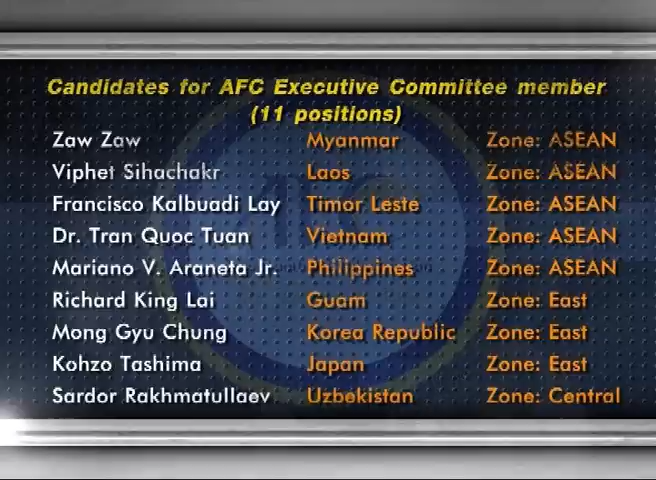 Candidates for AFC Executive Committee member
(11 positions)
Zaw Zaw Myanmar Zone: ASEAN
Viphet Sihachakr Laos Zone: ASEAN
Francisco Kalbuadi Lay Timor Leste Zone: ASEAN
Dr. Tran Quoc Tuan Vietnam Zone: ASEAN
Mariano V. Araneta Jr. Philippines Zone: ASEAN
Richard King Lai Guam Zone: East
Mong Gyu Chung Korea Republic Zone: East
Kohzo Tashima Japan Zone: East
Sardor Rakhmatullaev Uzbekistan Zone: Central